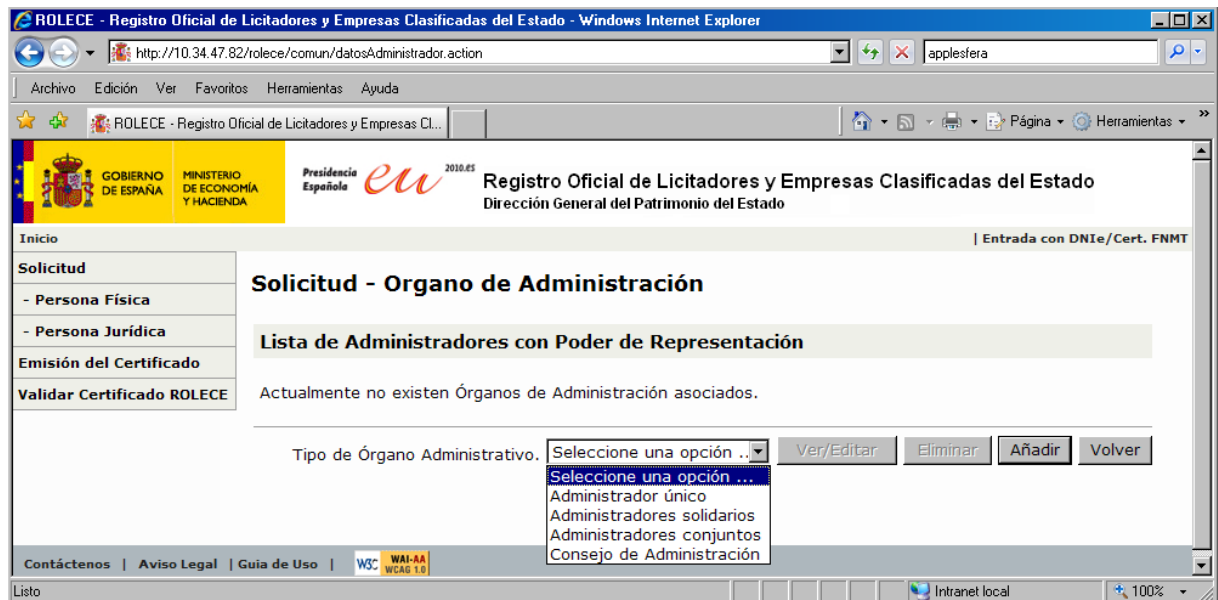 ROLECE - Registro Oficial de Licitadores y Empresas Clasificadas del Estado - Windows Internet Explorer
http://10.34.47.82/rolece/comun/datosAdministrador.action
applesfera
Archivo Edición Ver Favoritos Herramientas Ayuda
ROLECE - Registro Oficial de Licitadores y Empresas Cl...
Página
Herramientas
»
GOBIERNO DE ESPAÑA
MINISTERIO DE ECONOMÍA Y HACIENDA
Presidencia Española
eu
2010.es
Registro Oficial de Licitadores y Empresas Clasificadas del Estado
Dirección General del Patrimonio del Estado
Inicio
| Entrada con DNIe/Cert. FNMT
Solicitud
- Persona Física
- Persona Jurídica
Emisión del Certificado
Validar Certificado ROLECE
Solicitud - Organo de Administración
Lista de Administradores con Poder de Representación
Actualmente no existen Órganos de Administración asociados.
Tipo de Órgano Administrativo. Seleccione una opción .. Ver/Editar Eliminar Añadir Volver
Seleccione una opción ...
Administrador único
Administradores solidarios
Administradores conjuntos
Consejo de Administración
Contáctenos | Aviso Legal | Guia de Uso | W3C WAI-AA WCAG 1.0
Listo
Intranet local
100%